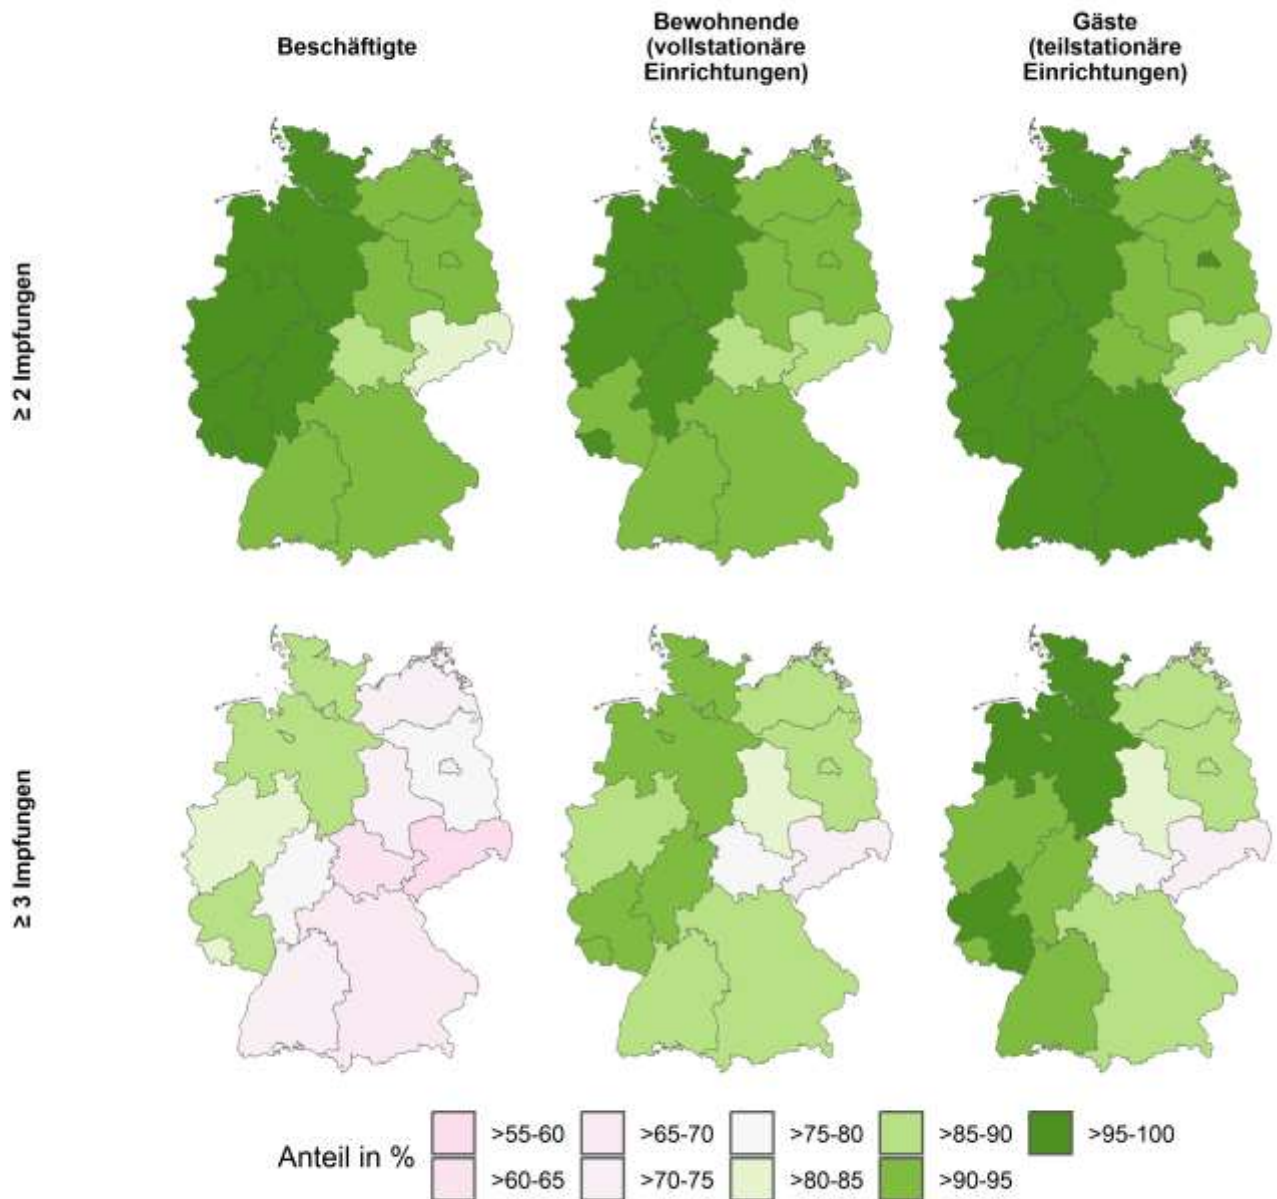 Beschäftigte
Bewohnende
(vollstationäre
Einrichtungen)
Gäste
(teilstationäre
Einrichtungen)
≥ 2 Impfungen
≥ 3 Impfungen
Anteil in %
>55-60
>65-70
>75-80
>85-90
>95-100
>60-65
>70-75
>80-85
>90-95